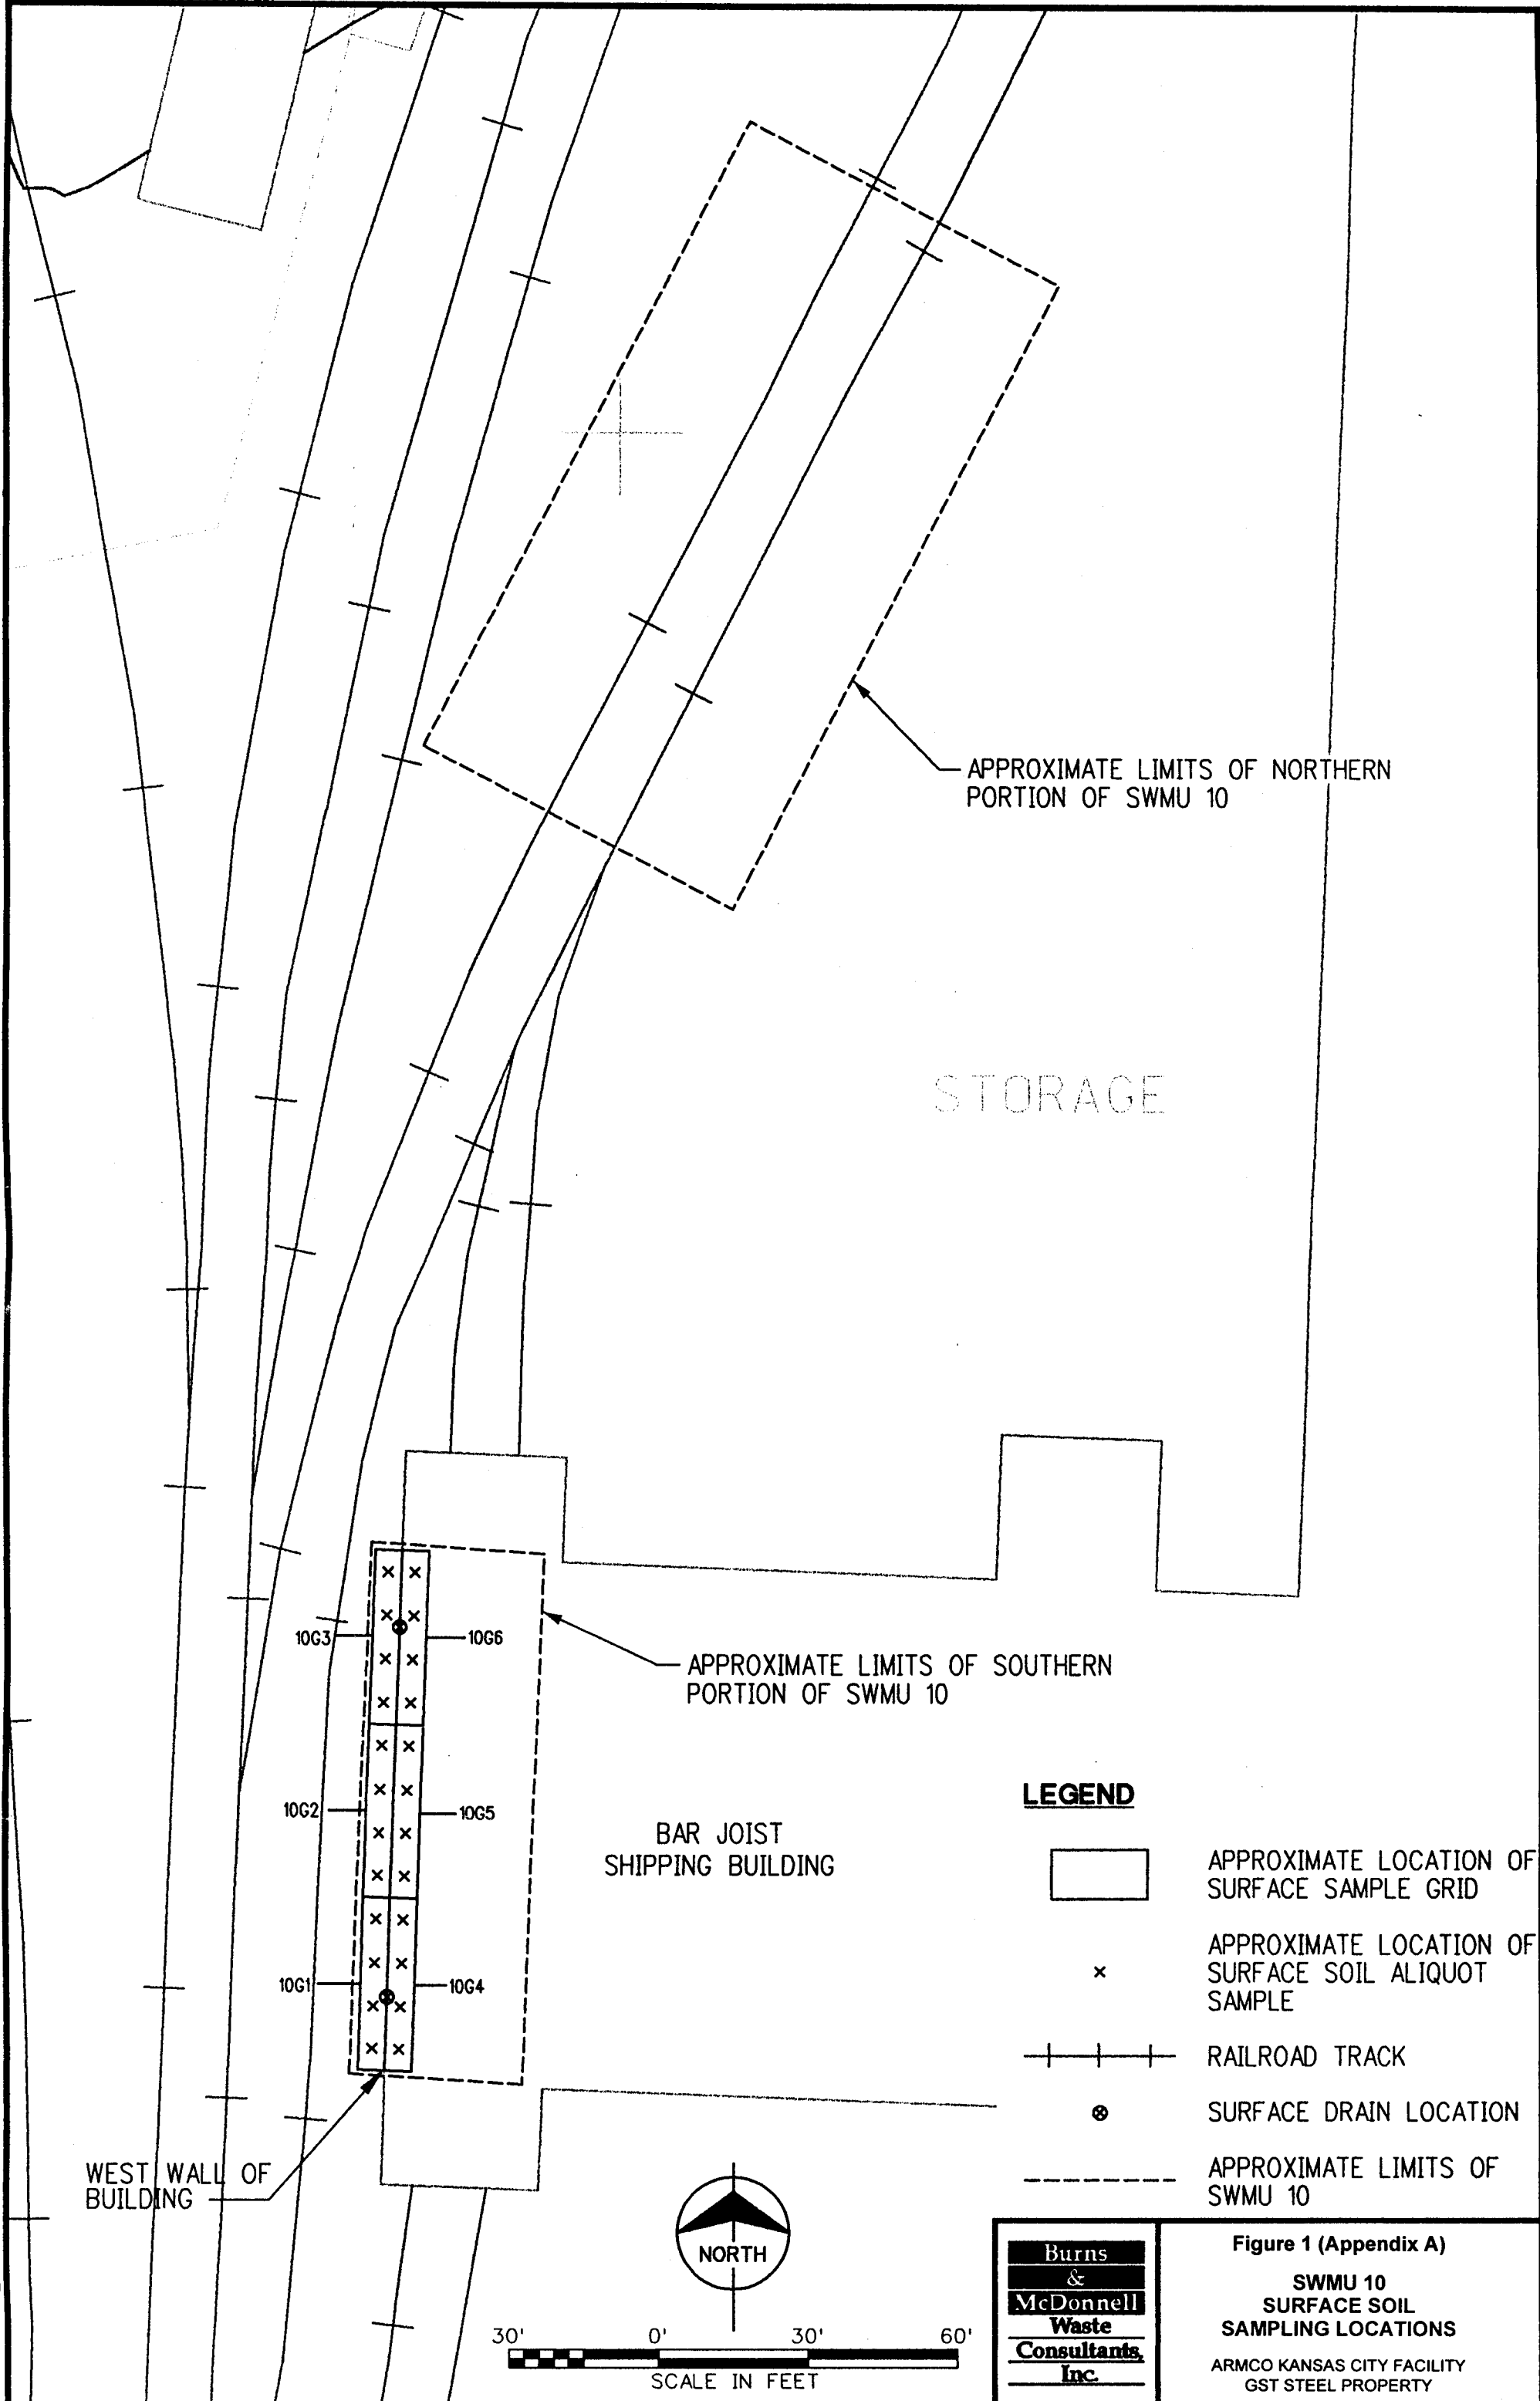 APPROXIMATE LIMITS OF NORTHERN
PORTION OF SWMU 10
STORAGE
10G3
10G6
APPROXIMATE LIMITS OF SOUTHERN
PORTION OF SWMU 10
10G2
10G5
BAR JOIST
SHIPPING BUILDING
10G1
10G4
WEST WALL OF
BUILDING
LEGEND
APPROXIMATE LOCATION OF
SURFACE SAMPLE GRID
APPROXIMATE LOCATION OF
SURFACE SOIL ALIQUOT
SAMPLE
RAILROAD TRACK
SURFACE DRAIN LOCATION
APPROXIMATE LIMITS OF
SWMU 10
NORTH
30' 0' 30' 60'
SCALE IN FEET
Burns
&
McDonnell
Waste
Consultants,
Inc.
Figure 1 (Appendix A)
SWMU 10
SURFACE SOIL
SAMPLING LOCATIONS
ARMCO KANSAS CITY FACILITY
GST STEEL PROPERTY